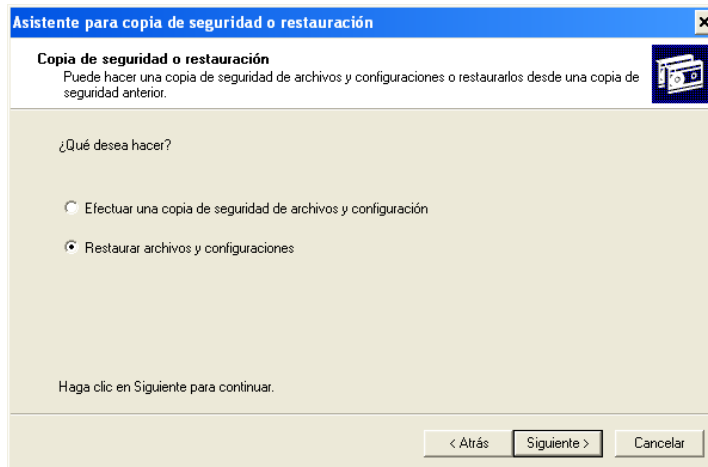 Asistente para copia de seguridad o restauración
Copia de seguridad o restauración
Puede hacer una copia de seguridad de archivos y configuraciones o restaurarlos desde una copia de
seguridad anterior.
¿Qué desea hacer?
Efectuar una copia de seguridad de archivos y configuración
Restaurar archivos y configuraciones
Haga clic en Siguiente para continuar.
< Atrás Siguiente > Cancelar